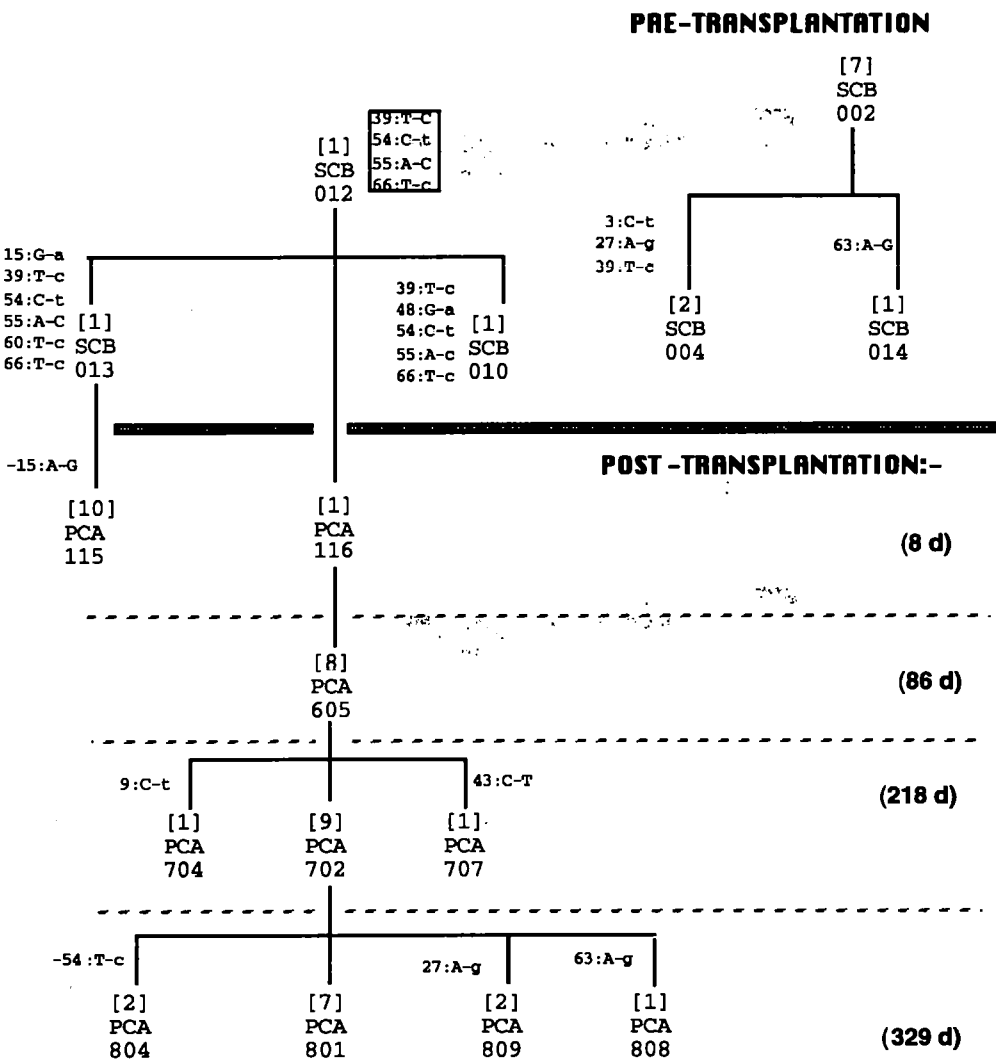 PRE-TRANSPLANTATION
[7]
SCB
002
39:T-C
54:C-t
55:A-C
66:T-c
[1]
SCB
012
3:C-t
27:A-g
39.T-c
63:A-G
[2]
SCB
004
[1]
SCB
014
15:G-a
39:T-c
54:C-t
55:A-C
60:T-c
66:T-c
[1]
SCB
013
39:T-c
48:G-a
54:C-t
55:A-c
66:T-c
[1]
SCB
010
POST-TRANSPLANTATION:-
-15:A-G
[10]
PCA
115
[1]
PCA
116
(8 d)
[8]
PCA
605
(86 d)
9:C-t
43:C-T
[1]
PCA
704
[9]
PCA
702
[1]
PCA
707
(218 d)
-54:T-c
27:A-g
63:A-g
[2]
PCA
804
[7]
PCA
801
[2]
PCA
809
[1]
PCA
808
(329 d)